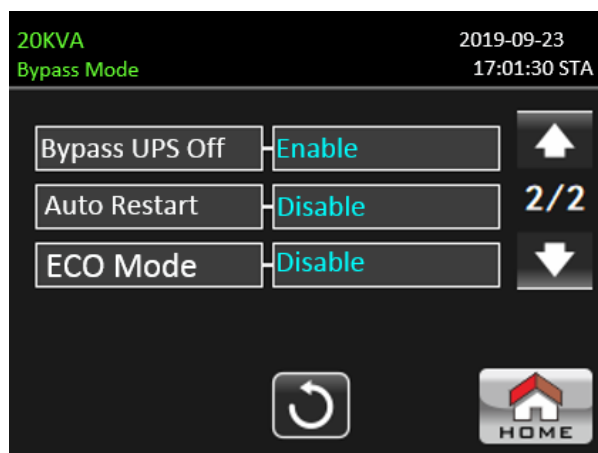 20KVA
2019-09-23
Bypass Mode
17:01:30 STA
Bypass UPS Off
Enable
Auto Restart
Disable
2/2
ECO Mode
Disable
HOME